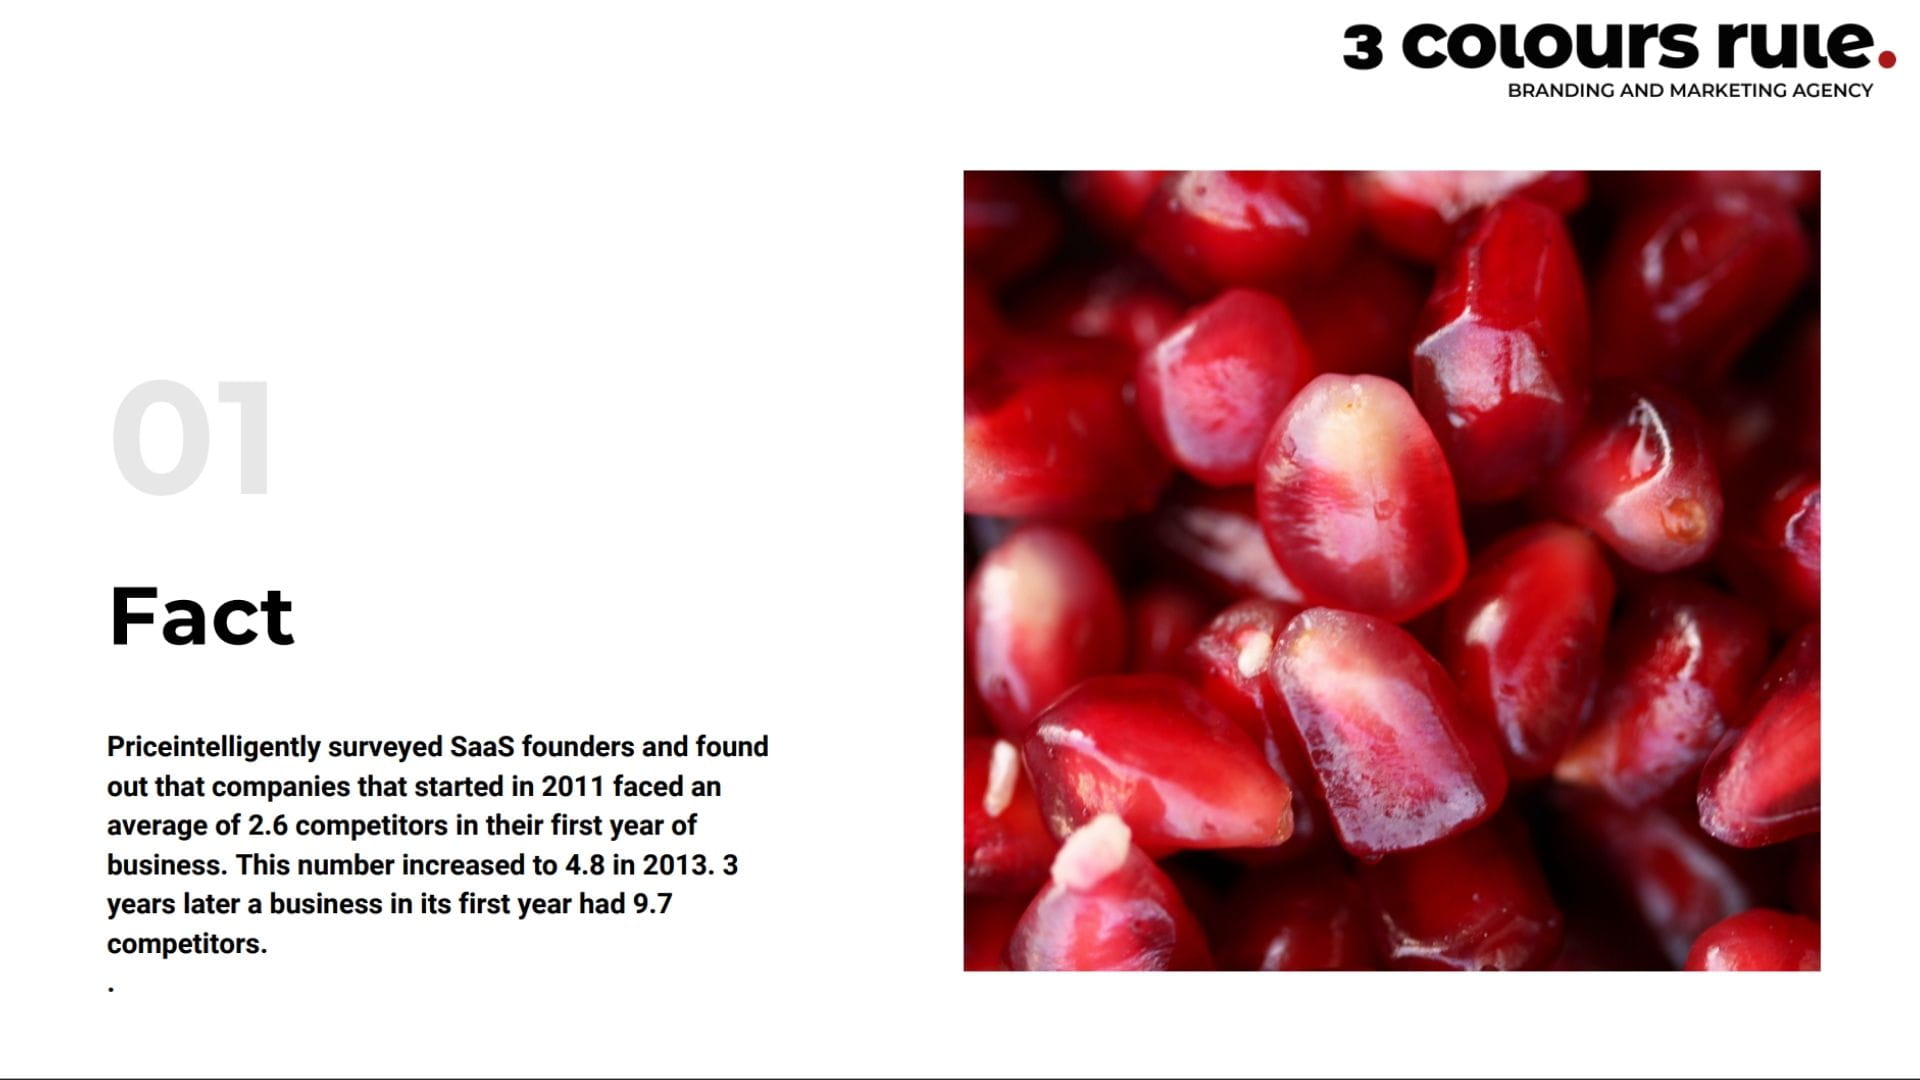 3 colours rule.
BRANDING AND MARKETING AGENCY
01
Fact
Priceintelligently surveyed SaaS founders and found
out that companies that started in 2011 faced an
average of 2.6 competitors in their first year of
business. This number increased to 4.8 in 2013. 3
years later a business in its first year had 9.7
competitors.
.